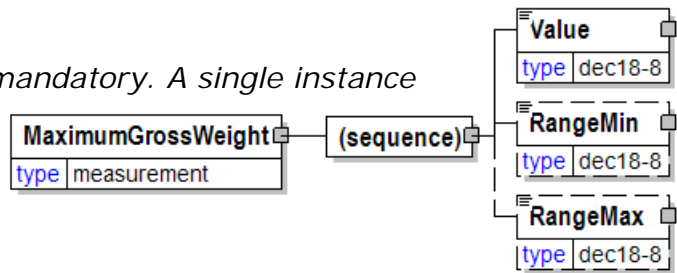 Value
type dec18-8
mandatory. A single instance
RangeMin
type dec18-8
MaximumGrossWeight
type measurement
(sequence)
RangeMax
type dec18-8